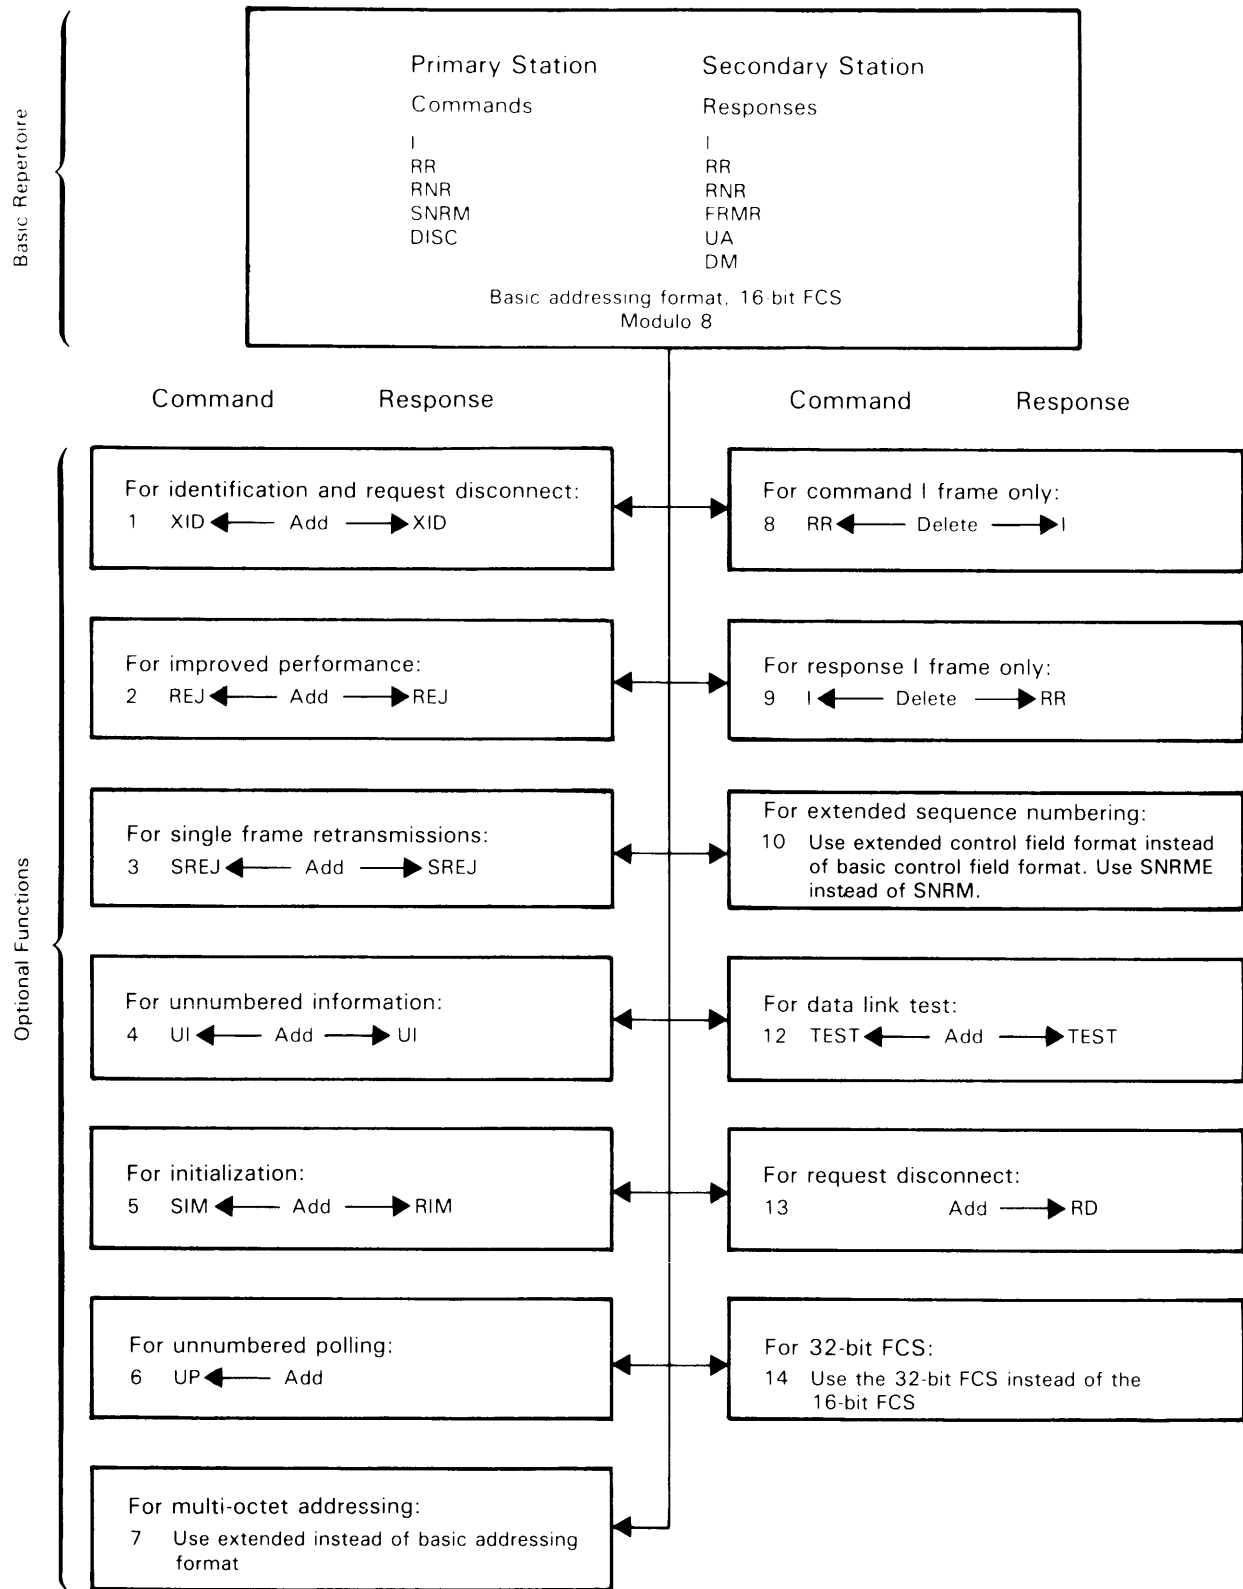 Basic Repertoire
Primary Station Secondary Station
Commands Responses
I I
RR RR
RNR RNR
SNRM FRMR
DISC UA
DM
Basic addressing format, 16-bit FCS
Modulo 8
Command Response Command Response
Optional Functions
For identification and request disconnect:
1 XID Add XID
For command I frame only:
8 RR Delete I
For improved performance:
2 REJ Add REJ
For response I frame only:
9 I Delete RR
For single frame retransmissions:
3 SREJ Add SREJ
For extended sequence numbering:
10 Use extended control field format instead
of basic control field format. Use SNRME
instead of SNRM.
For unnumbered information:
4 UI Add UI
For data link test:
12 TEST Add TEST
For initialization:
5 SIM Add RIM
For request disconnect:
13 Add RD
For unnumbered polling:
6 UP Add
For 32-bit FCS:
14 Use the 32-bit FCS instead of the
16-bit FCS
For multi-octet addressing:
7 Use extended instead of basic addressing
format